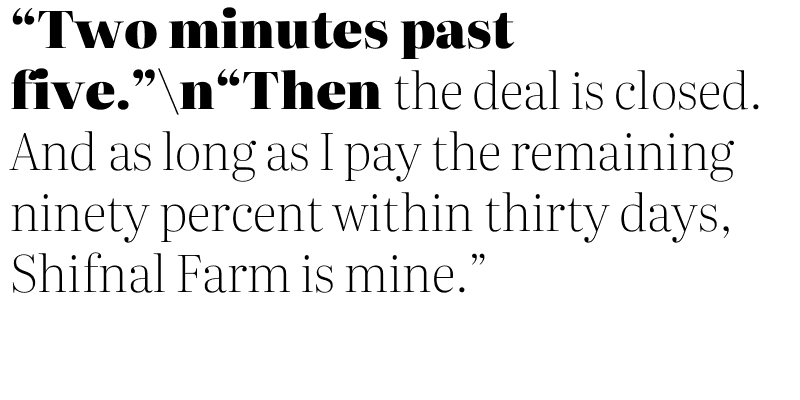 “Two minutes past
five.”\n“Then the deal is closed.
And as long as I pay the remaining
ninety percent within thirty days,
Shifnal Farm is mine.”